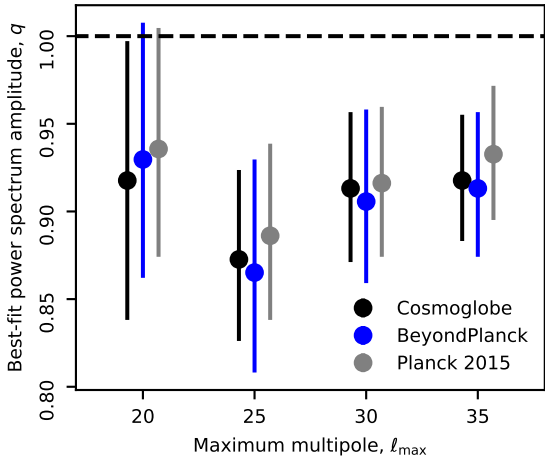 Best-fit power spectrum amplitude, q
1.00
0.95
0.90
0.85
0.80
Cosmoglobe
BeyondPlanck
Planck 2015
20 25 30 35
Maximum multipole, ℓmax